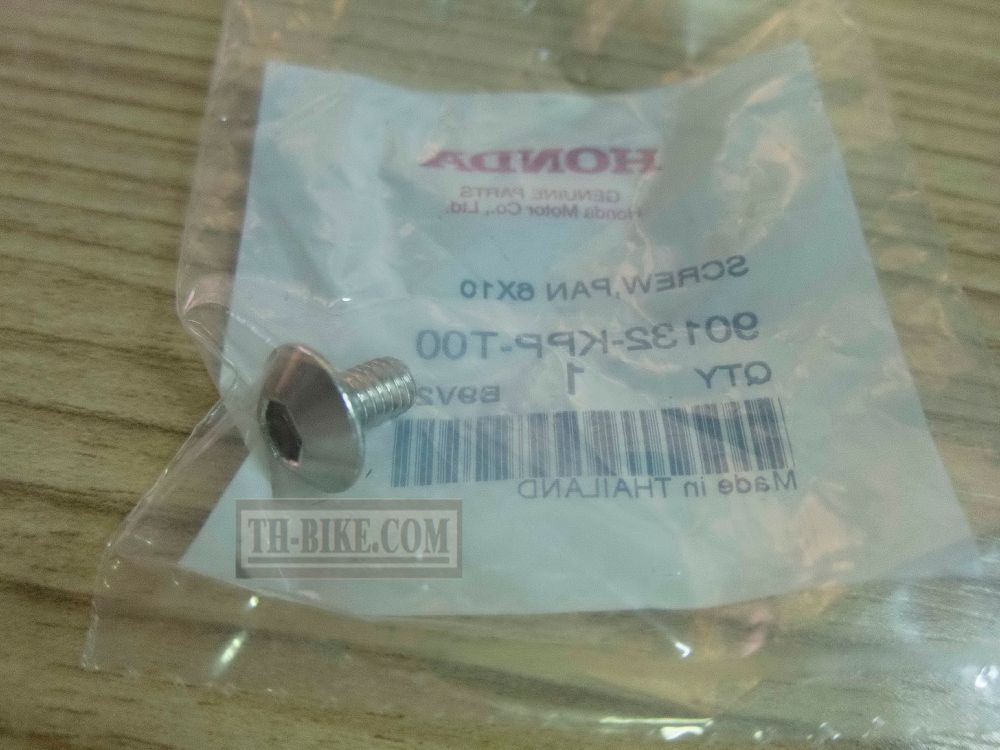 HONDA
GENUINE PARTS
Honda Motor Co., Ltd.
SCREW,PAN 6X10
90132-KPP-T00
QTY 1 B9V2
Made in THAILAND
TH-BIKE.COM